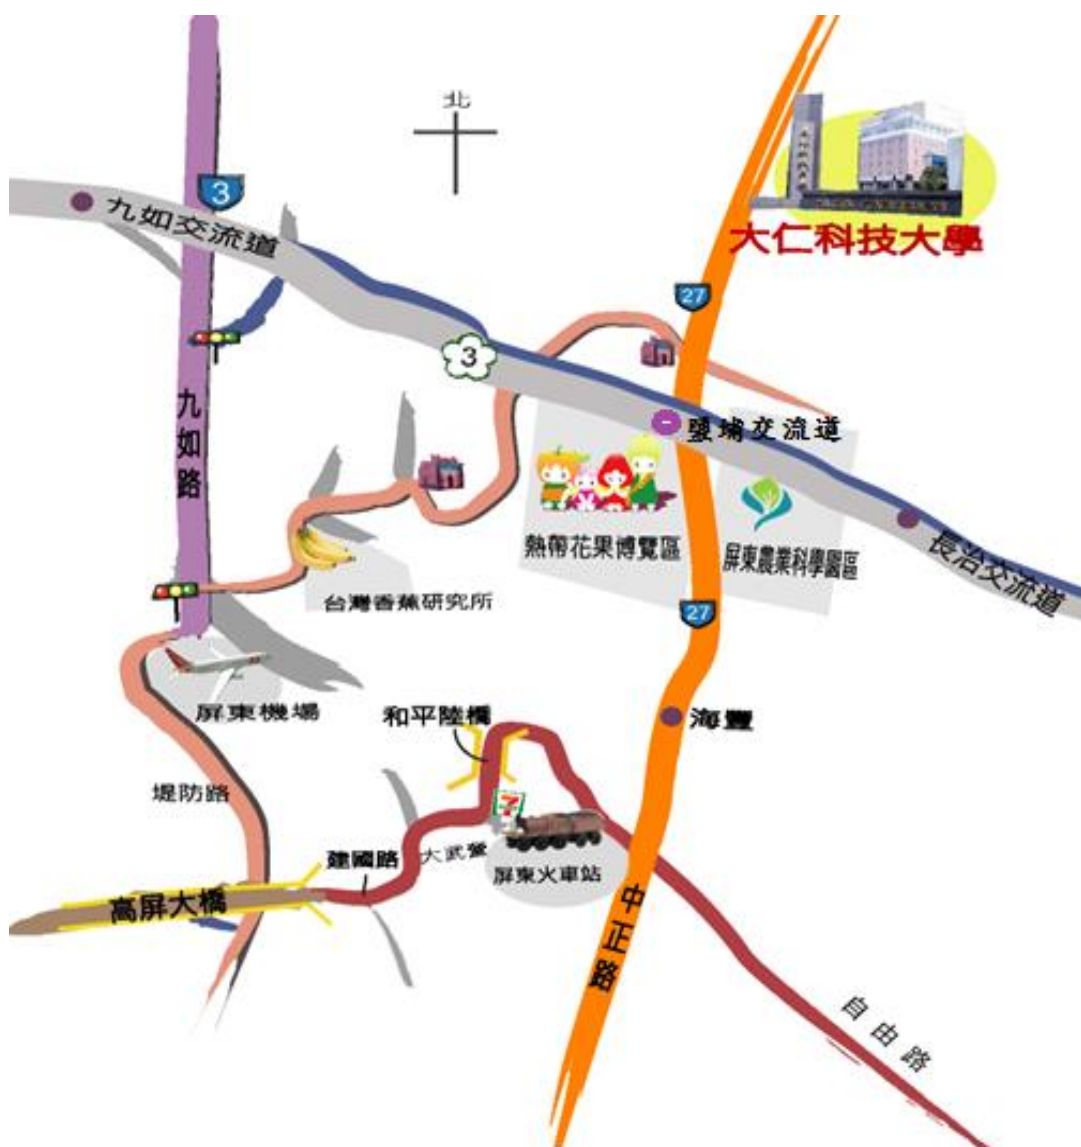 北
3
九如交流道
大仁科技大學
27
3
九如路
鹽埔交流道
熱帶花果博覽區
屏東農業科學園區
長治交流道
台灣香蕉研究所
27
屏東機場
和平陸橋
海豐
堤防路
7
建國路
大武營
屏東火車站
高屏大橋
中正路
自由路